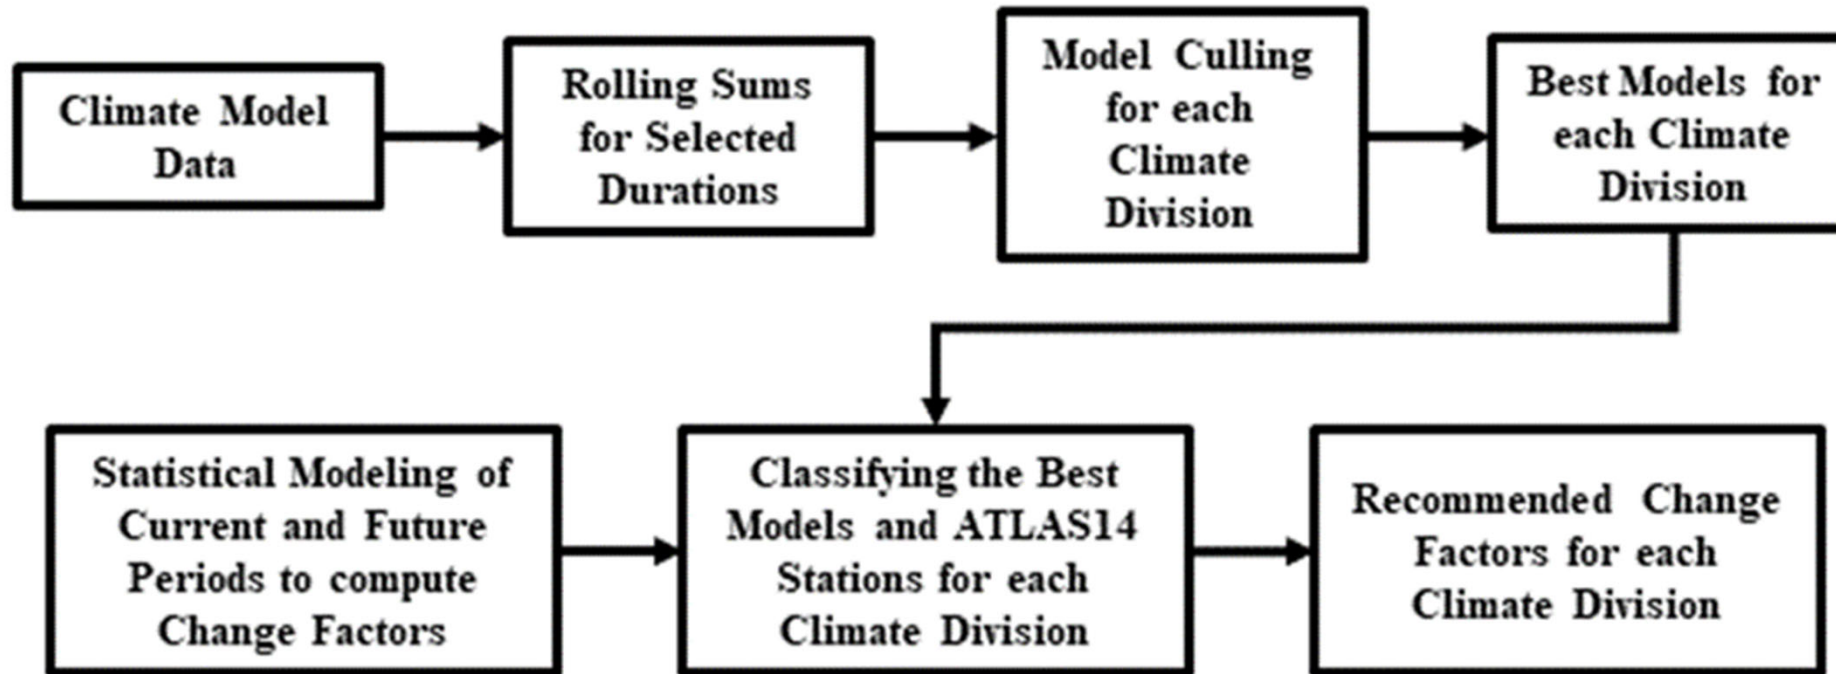 Climate Model
Data
Rolling Sums
for Selected
Durations
Model Culling
for each
Climate
Division
Best Models for
each Climate
Division
Statistical Modeling of
Current and Future
Periods to compute
Change Factors
Classifying the Best
Models and ATLAS14
Stations for each
Climate Division
Recommended Change
Factors for each
Climate Division